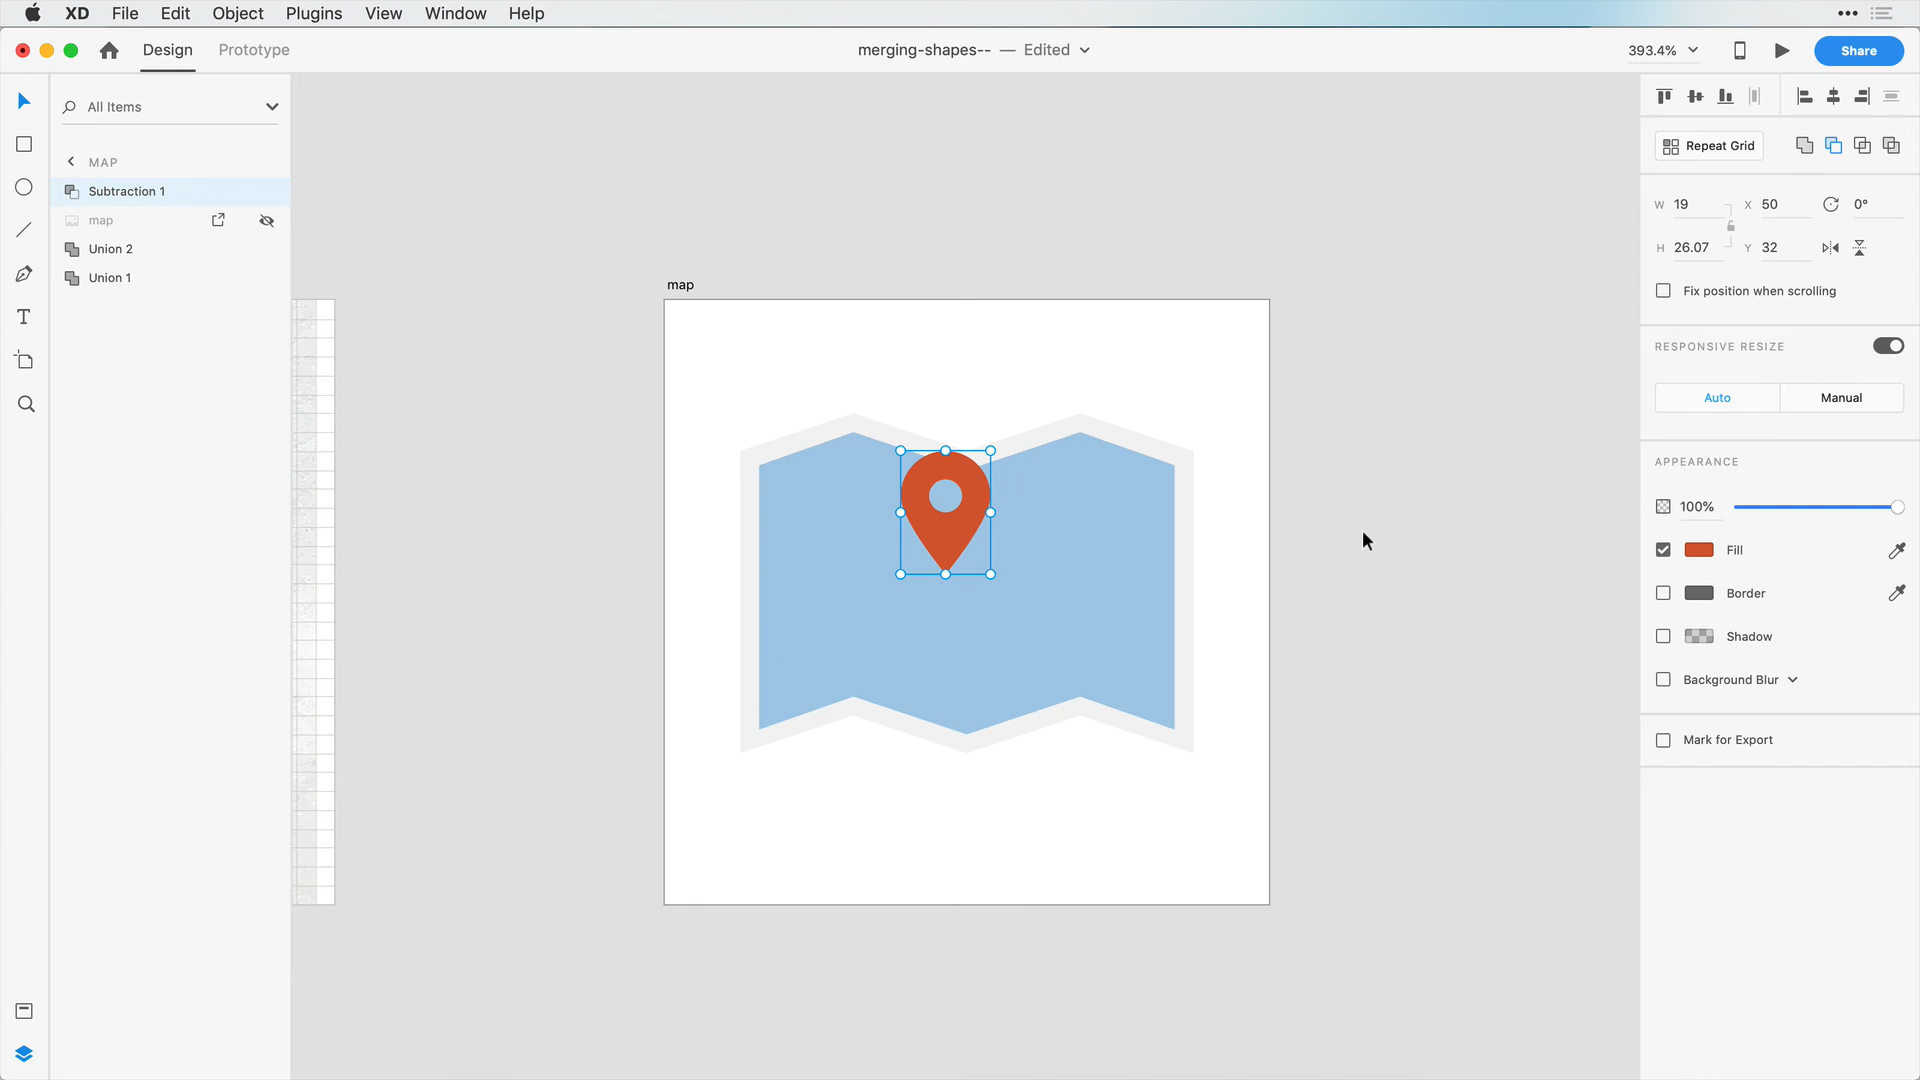 XD File Edit Object Plugins View Window Help
Design Prototype merging-shapes-- — Edited 393.4% Share
All Items
MAP
Subtraction 1
map
Union 2
Union 1
T
map
Repeat Grid
W 19 X 50 0°
H 26.07 Y 32
Fix position when scrolling
RESPONSIVE RESIZE
Auto Manual
APPEARANCE
100%
Fill
Border
Shadow
Background Blur
Mark for Export